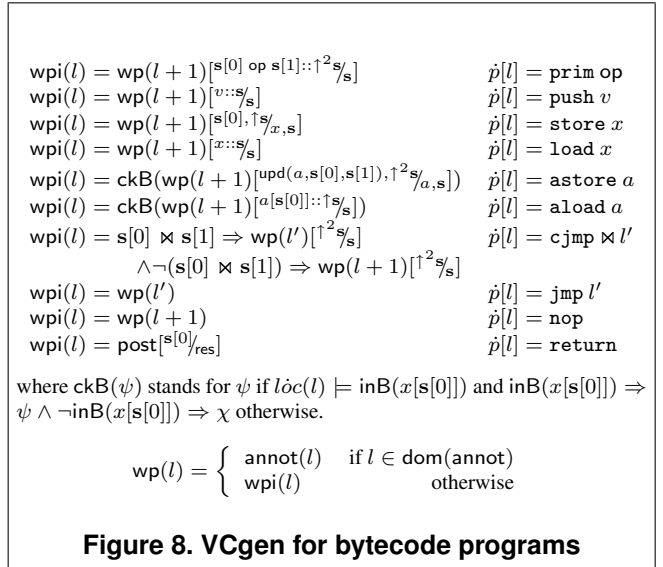 wpi(l) = wp(l + 1)[s[0] op s[1]::↑²s/s] ṗ[l] = prim op
wpi(l) = wp(l + 1)[v::s/s] ṗ[l] = push v
wpi(l) = wp(l + 1)[s[0],↑s/x,s] ṗ[l] = store x
wpi(l) = wp(l + 1)[x::s/s] ṗ[l] = load x
wpi(l) = ckB(wp(l + 1)[upd(a,s[0],s[1]),↑²s/a,s]) ṗ[l] = astore a
wpi(l) = ckB(wp(l + 1)[a[s[0]]::↑s/s]) ṗ[l] = aload a
wpi(l) = s[0] ⋈ s[1] ⇒ wp(l′)[↑²s/s] ṗ[l] = cjmp ⋈ l′
∧¬(s[0] ⋈ s[1]) ⇒ wp(l + 1)[↑²s/s]
wpi(l) = wp(l′) ṗ[l] = jmp l′
wpi(l) = wp(l + 1) ṗ[l] = nop
wpi(l) = post[s[0]/res] ṗ[l] = return
where ckB(ψ) stands for ψ if lȯc(l) ⊨ inB(x[s[0]]) and inB(x[s[0]]) ⇒
ψ ∧ ¬inB(x[s[0]]) ⇒ χ otherwise.
wp(l) = { annot(l) if l ∈ dom(annot)
wpi(l) otherwise
Figure 8. VCgen for bytecode programs